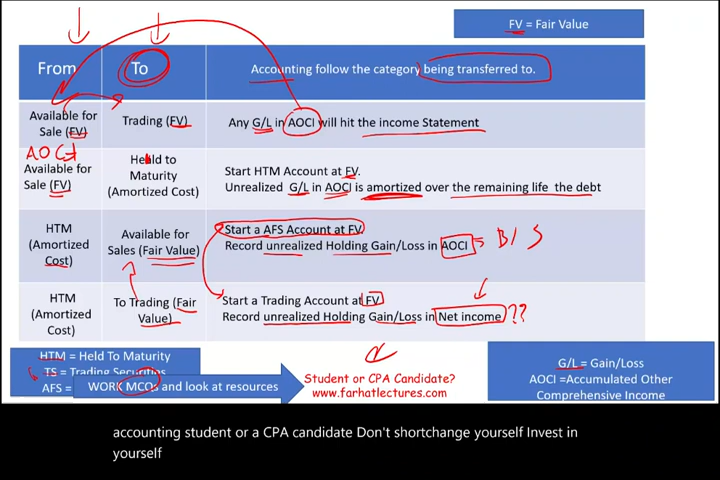 FV = Fair Value
From
To
Accounting follow the category being transferred to.
Available for
Sale (FV)
Trading (FV)
Any G/L in AOCI will hit the income Statement
AOCI
Available for
Sale (FV)
Held to
Maturity
(Amortized Cost)
Start HTM Account at FV.
Unrealized G/L in AOCI is amortized over the remaining life the debt
HTM
(Amortized
Cost)
Available for
Sales (Fair Value)
Start a AFS Account at FV.
Record unrealized Holding Gain/Loss in AOCI = B/S
HTM
(Amortized
Cost)
To Trading (Fair
Value)
Start a Trading Account at FV
Record unrealized Holding Gain/Loss in Net income ??
HTM = Held To Maturity
TS = Trading Securities
AFS =
WORK MCQs and look at resources
Student or CPA Candidate?
www.farhatlectures.com
G/L = Gain/Loss
AOCI =Accumulated Other
Comprehensive Income
accounting student or a CPA candidate Don't shortchange yourself Invest in
yourself